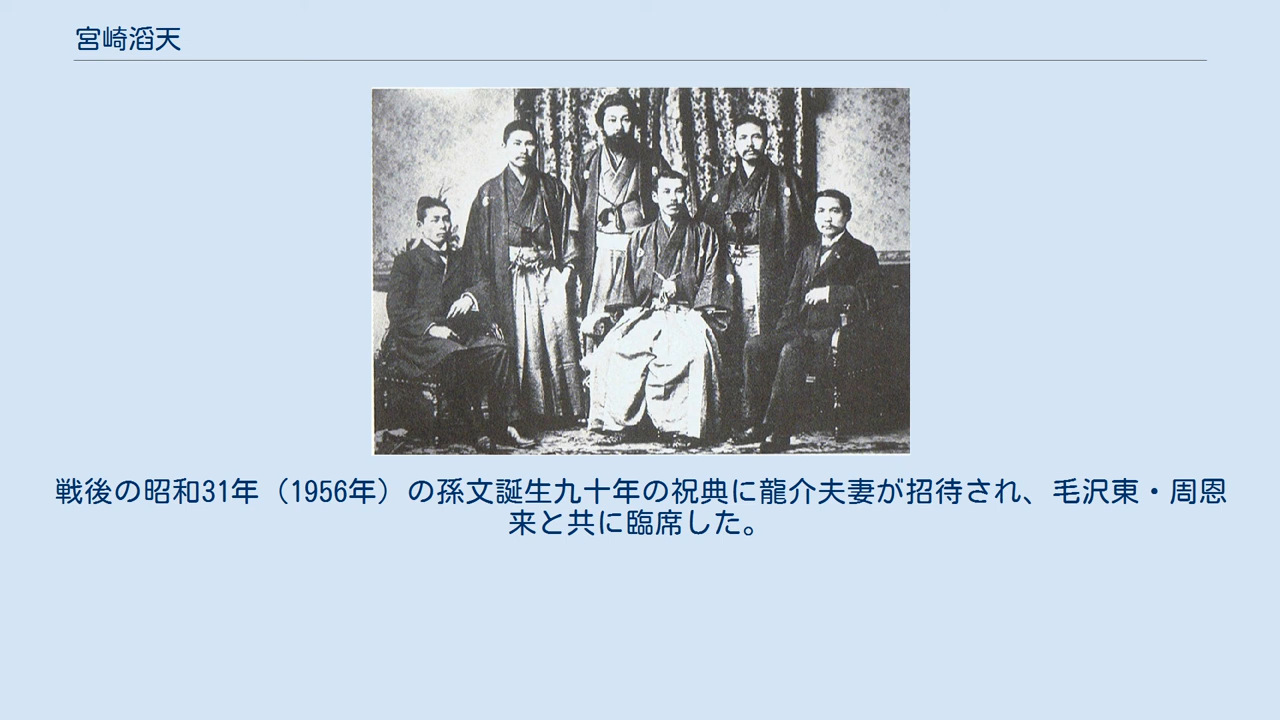 宮崎滔天
戦後の昭和31年（1956年）の孫文誕生九十年の祝典に龍介夫妻が招待され、毛沢東・周恩
来と共に臨席した。